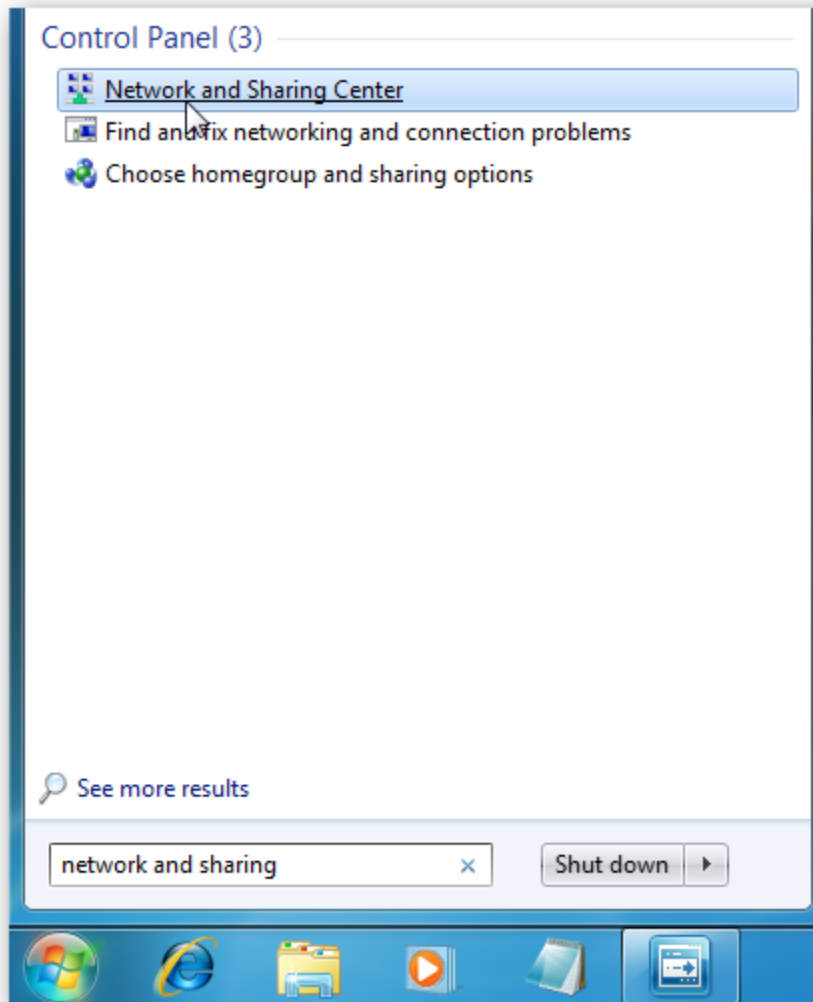 Control Panel (3)
Network and Sharing Center
Find and fix networking and connection problems
Choose homegroup and sharing options
See more results
network and sharing
Shut down